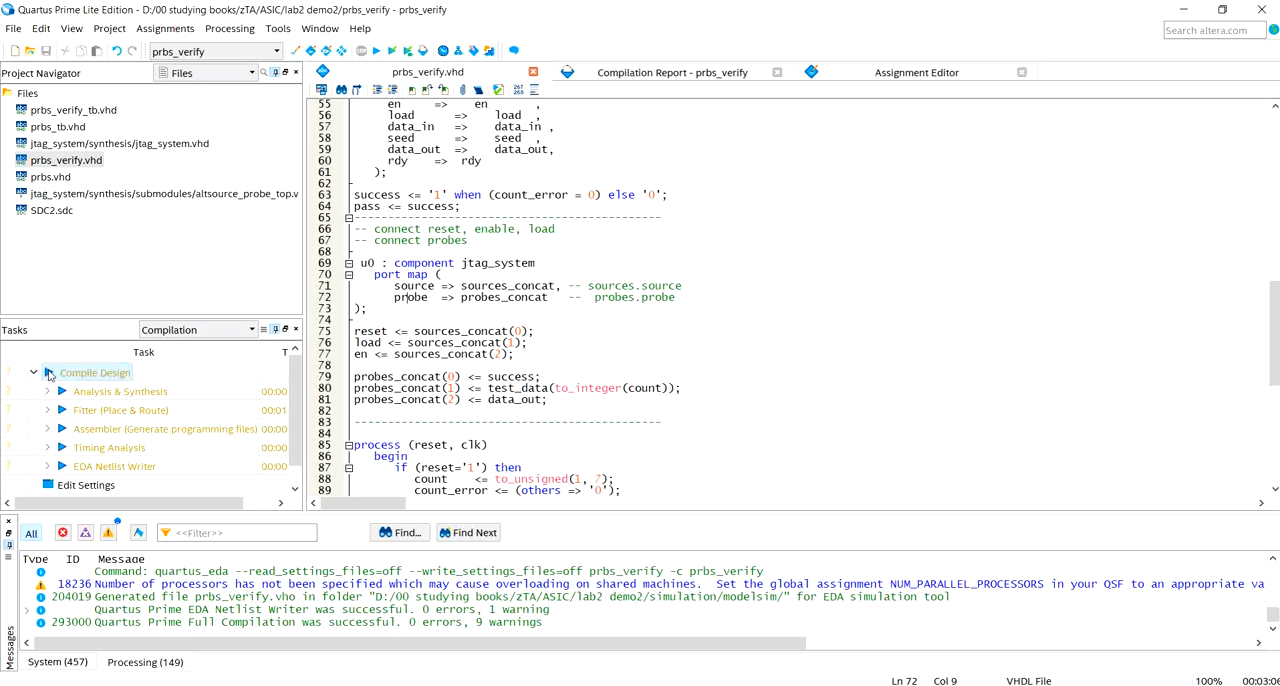 Quartus Prime Lite Edition - D:/00 studying books/zTA/ASIC/lab2 demo2/prbs_verify - prbs_verify
File Edit View Project Assignments Processing Tools Window Help
Search altera.com
prbs_verify
Project Navigator
Files
prbs_verify.vhd
Compilation Report - prbs_verify
Assignment Editor
Files
prbs_verify_tb.vhd
prbs_tb.vhd
jtag_system/synthesis/jtag_system.vhd
prbs_verify.vhd
prbs.vhd
jtag_system/synthesis/submodules/altsource_probe_top.v
SDC2.sdc
Tasks
Compilation
Task
T
Compile Design
Analysis & Synthesis 00:00
Fitter (Place & Route) 00:01
Assembler (Generate programming files) 00:00
Timing Analysis 00:00
EDA Netlist Writer 00:00
Edit Settings
267
268
55 en => en ,
56 load => load ,
57 data_in => data_in ,
58 seed => seed ,
59 data_out => data_out,
60 rdy => rdy
61 );
62
63 success <= '1' when (count_error = 0) else '0';
64 pass <= success;
65 ----------------------------------------------
66 -- connect reset, enable, load
67 -- connect probes
68
69 u0 : component jtag_system
70 port map (
71 source => sources_concat, -- sources.source
72 probe => probes_concat -- probes.probe
73 );
74
75 reset <= sources_concat(0);
76 load <= sources_concat(1);
77 en <= sources_concat(2);
78
79 probes_concat(0) <= success;
80 probes_concat(1) <= test_data(to_integer(count));
81 probes_concat(2) <= data_out;
82
83 ----------------------------------------------
84
85 process (reset, clk)
86 begin
87 if (reset='1') then
88 count <= to_unsigned(1, 7);
89 count_error <= (others => '0');
All
<<Filter>>
Find...
Find Next
Type ID Message
Command: quartus_eda --read_settings_files=off --write_settings_files=off prbs_verify -c prbs_verify
18236 Number of processors has not been specified which may cause overloading on shared machines. Set the global assignment NUM_PARALLEL_PROCESSORS in your QSF to an appropriate va
204019 Generated file prbs_verify.vho in folder "D:/00 studying books/zTA/ASIC/lab2 demo2/simulation/modelsim/" for EDA simulation tool
Quartus Prime EDA Netlist Writer was successful. 0 errors, 1 warning
293000 Quartus Prime Full Compilation was successful. 0 errors, 9 warnings
Messages
System (457) Processing (149)
Ln 72 Col 9 VHDL File 100% 00:03:06